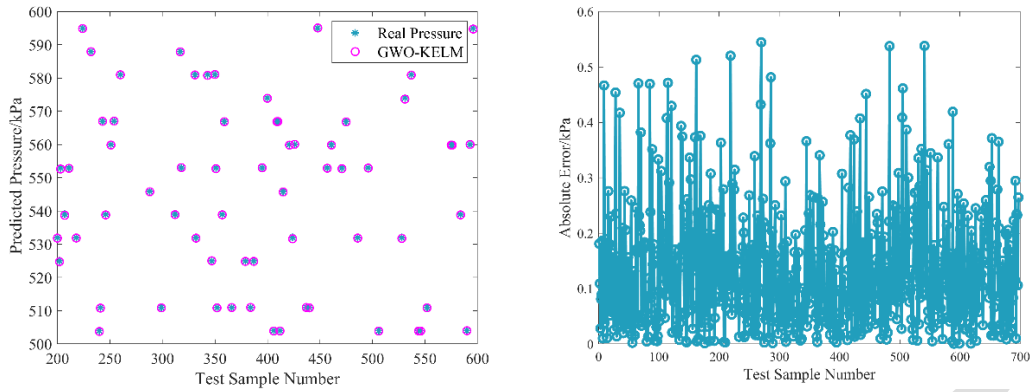 600
590
580
570
560
550
540
530
520
510
500
200 250 300 350 400 450 500 550 600
Predicted Pressure/kPa
Test Sample Number
Real Pressure
GWO-KELM
0.6
0.5
0.4
0.3
0.2
0.1
0
0 100 200 300 400 500 600 700
Absolute Error/kPa
Test Sample Number